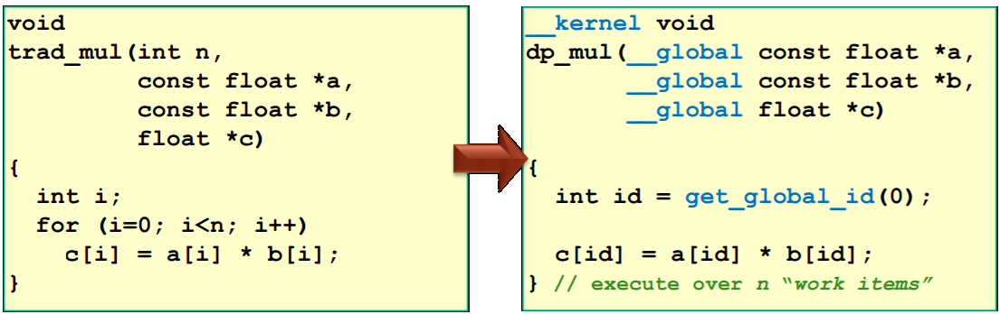 void
trad_mul(int n,
         const float *a,
         const float *b,
         float *c)
{
  int i;
  for (i=0; i<n; i++)
    c[i] = a[i] * b[i];
}
__kernel void
dp_mul(__global const float *a,
       __global const float *b,
       __global float *c)
{
  int id = get_global_id(0);
  c[id] = a[id] * b[id];
} // execute over n “work items”